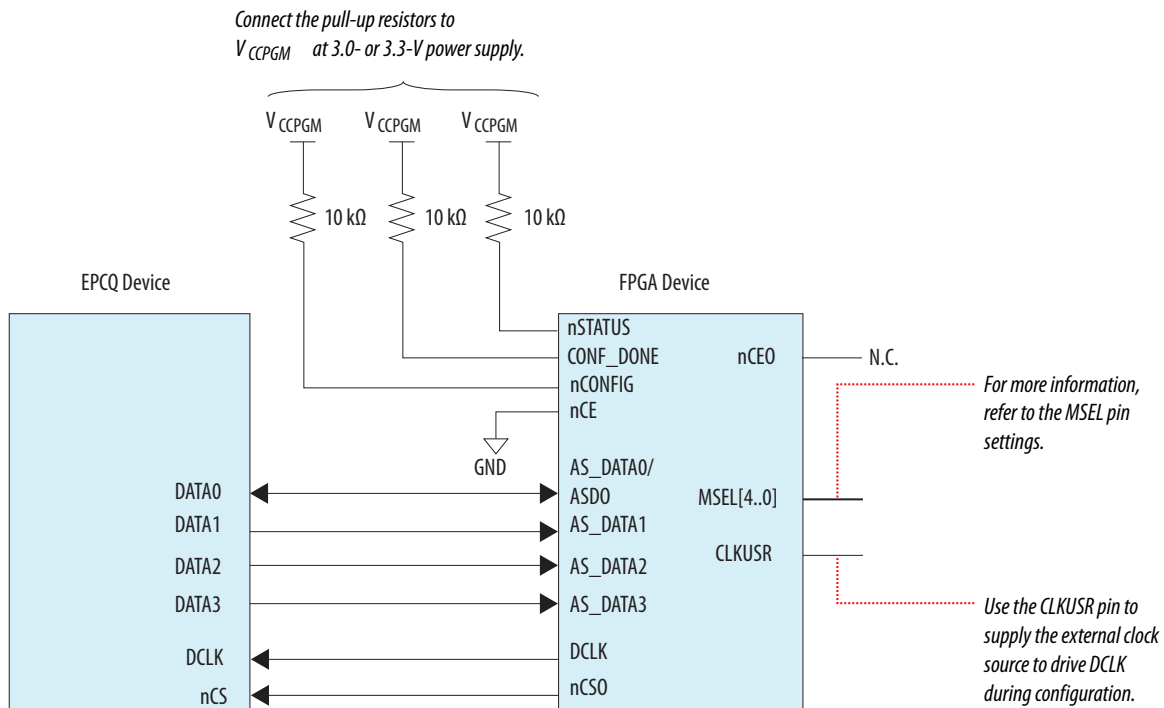 Connect the pull-up resistors to
V CCPGM at 3.0- or 3.3-V power supply.
V CCPGM V CCPGM V CCPGM
10 kΩ 10 kΩ 10 kΩ
EPCQ Device
FPGA Device
nSTATUS
CONF_DONE
nCONFIG
nCE
GND
nCEO
N.C.
For more information,
refer to the MSEL pin
settings.
DATA0
DATA1
DATA2
DATA3
DCLK
nCS
AS_DATA0/
ASDO
AS_DATA1
AS_DATA2
AS_DATA3
DCLK
nCSO
MSEL[4..0]
CLKUSR
Use the CLKUSR pin to
supply the external clock
source to drive DCLK
during configuration.